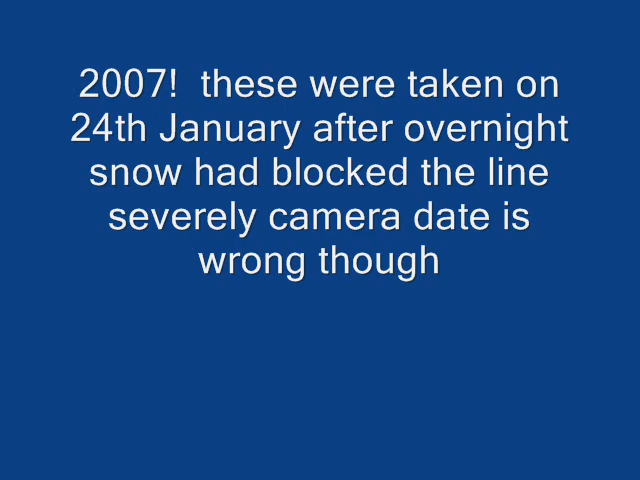 2007!  these were taken on
24th January after overnight
snow had blocked the line
severely camera date is
wrong though